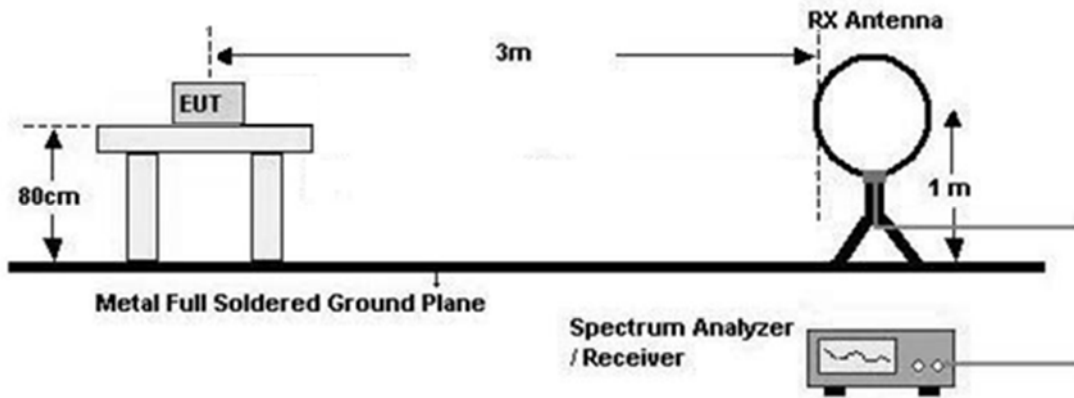 RX Antenna
3m
EUT
80cm
1 m
Metal Full Soldered Ground Plane
Spectrum Analyzer
/ Receiver